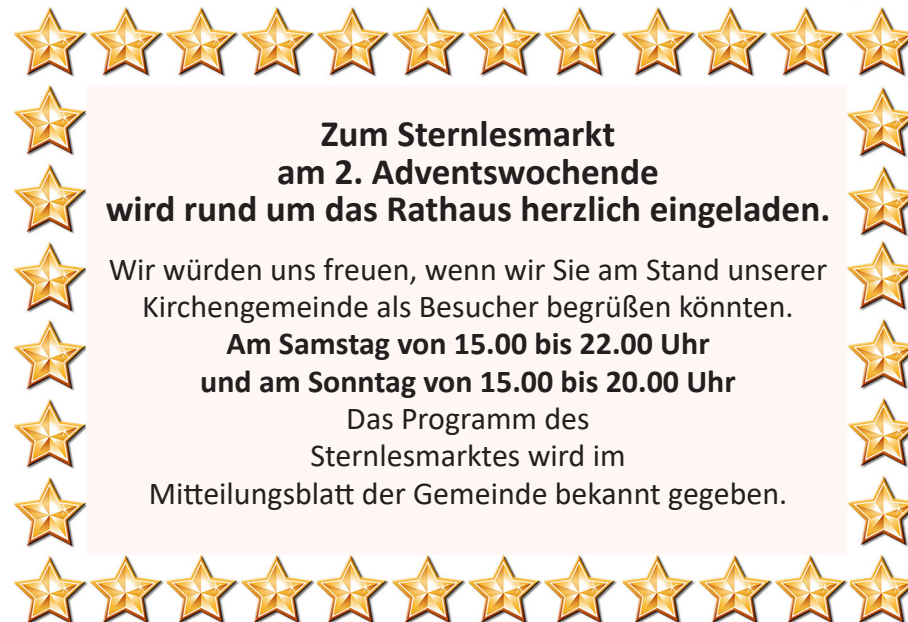 Zum Sternlesmarkt
am 2. Adventswochende
wird rund um das Rathaus herzlich eingeladen.
Wir würden uns freuen, wenn wir Sie am Stand unserer
Kirchengemeinde als Besucher begrüßen könnten.
Am Samstag von 15.00 bis 22.00 Uhr
und am Sonntag von 15.00 bis 20.00 Uhr
Das Programm des
Sternlesmarktes wird im
Mitteilungsblatt der Gemeinde bekannt gegeben.